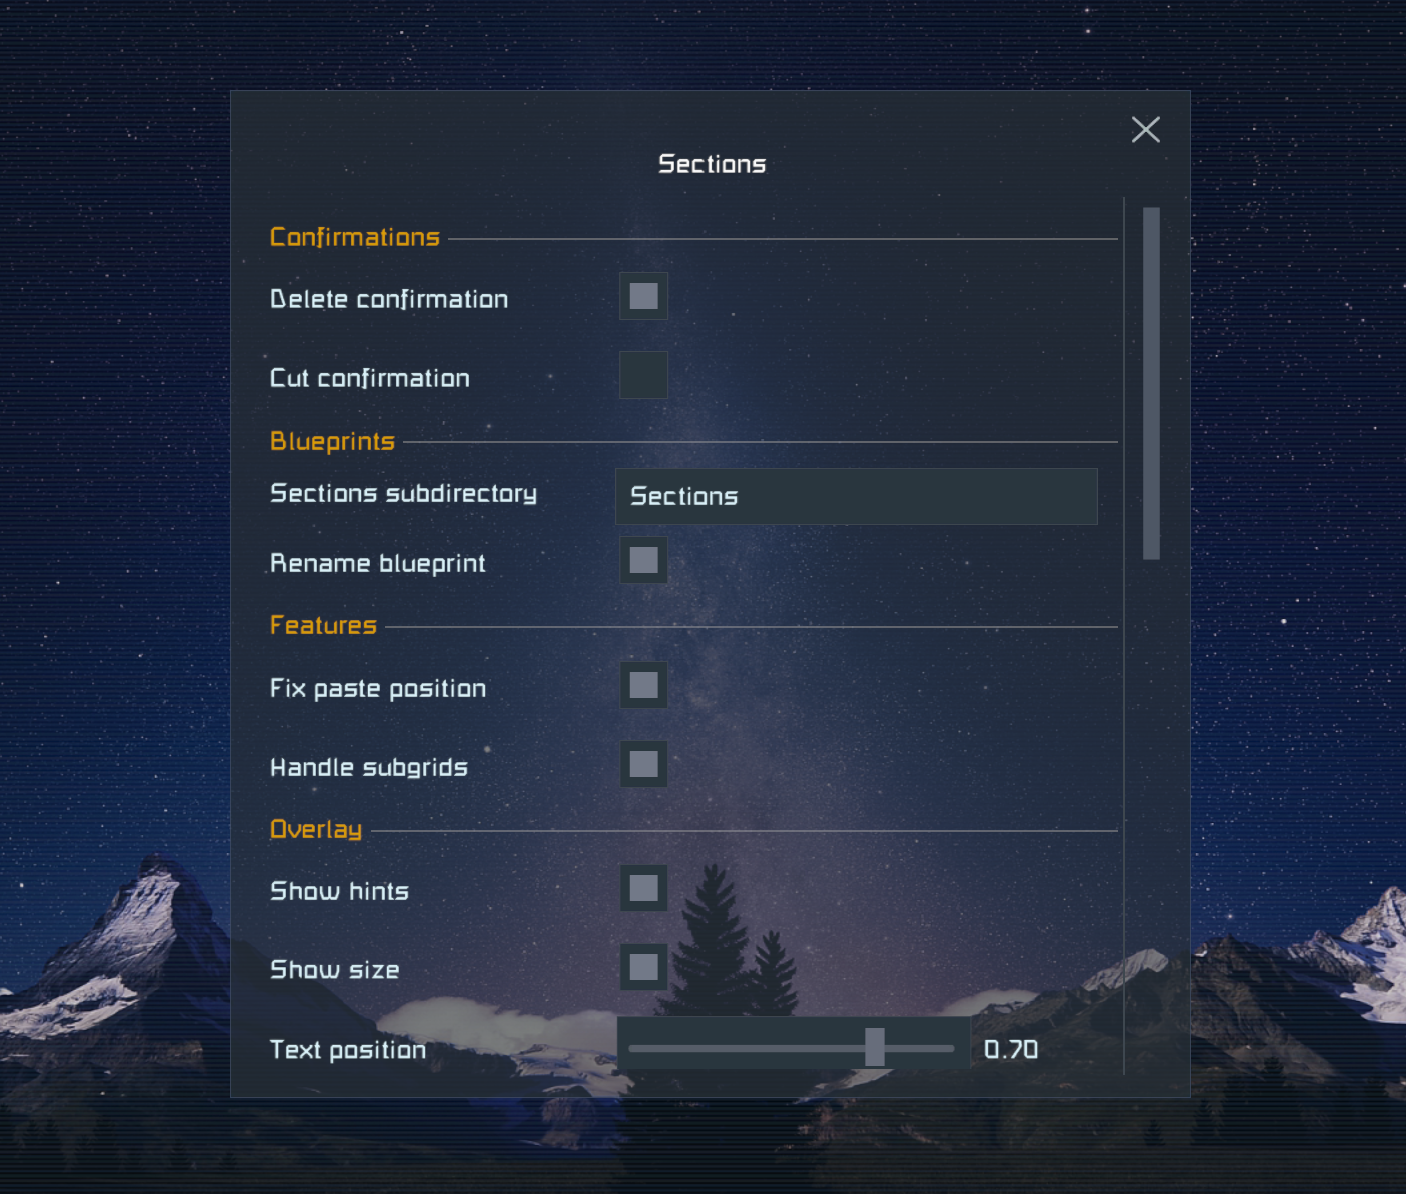 Sections
Confirmations
Delete confirmation
Cut confirmation
Blueprints
Sections subdirectory Sections
Rename blueprint
Features
Fix paste position
Handle subgrids
Overlay
Show hints
Show size
Text position 0.70